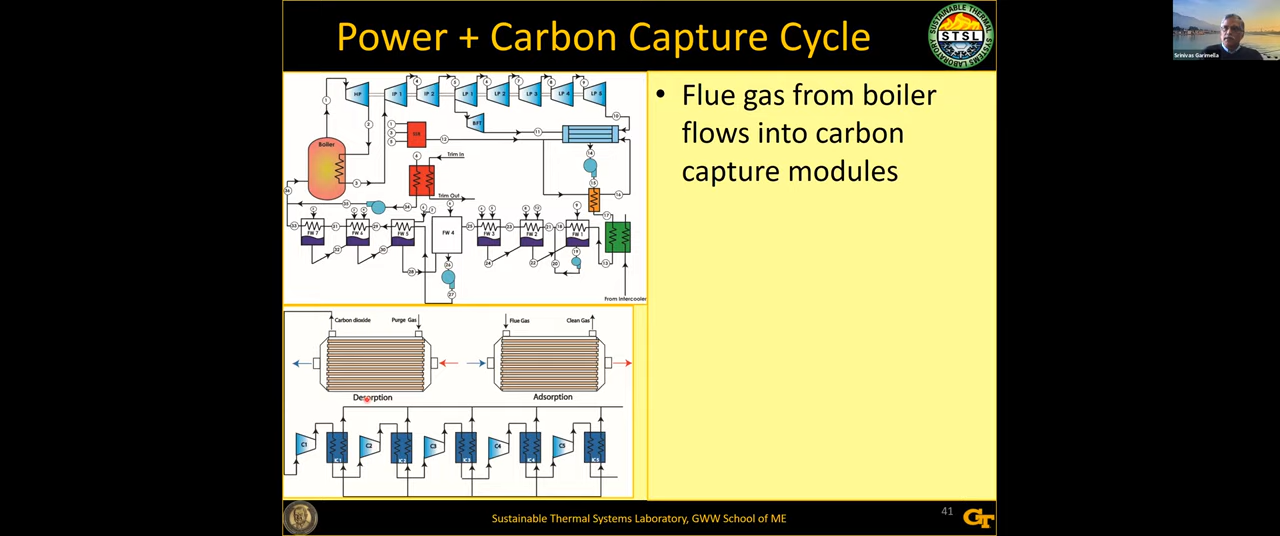 Power + Carbon Capture Cycle
SUSTAINABLE THERMAL SYSTEMS LABORATORY
STSL
Srinivas Garimella
• Flue gas from boiler
flows into carbon
capture modules
HP
IP 1
IP 2
LP 1
LP 2
LP 3
LP 4
LP 5
BFT
Boiler
Trim In
Trim Out
FW 7
FW 6
FW 5
FW 4
FW 3
FW 2
FW 1
From Intercooler
Carbon dioxide
Purge Gas
Flue Gas
Clean Gas
Desorption
Adsorption
C1
C2
C3
C4
C5
Sustainable Thermal Systems Laboratory, GWW School of ME
41
GT